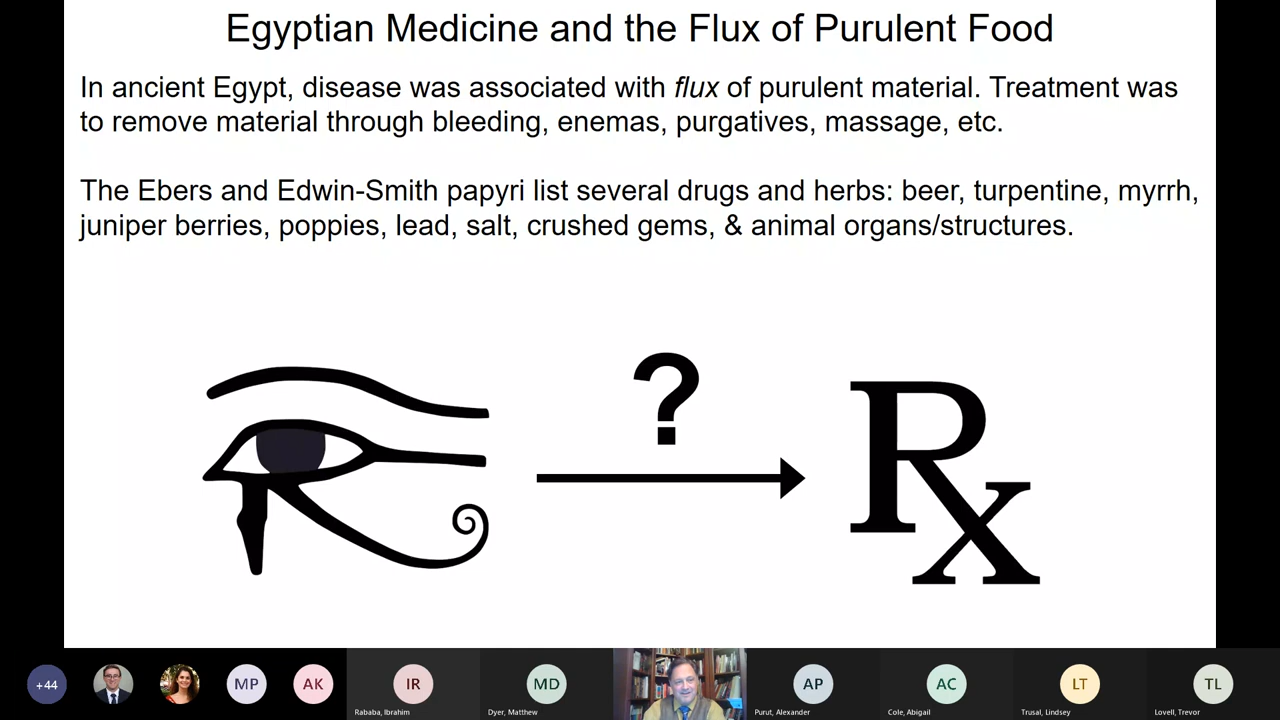 Egyptian Medicine and the Flux of Purulent Food
In ancient Egypt, disease was associated with flux of purulent material. Treatment was
to remove material through bleeding, enemas, purgatives, massage, etc.
The Ebers and Edwin-Smith papyri list several drugs and herbs: beer, turpentine, myrrh,
juniper berries, poppies, lead, salt, crushed gems, & animal organs/structures.
?
Rx
+44
MP
AK
IR
MD
AP
AC
LT
TL
Rababa, Ibrahim
Dyer, Matthew
Purut, Alexander
Cole, Abigail
Trusal, Lindsey
Lovell, Trevor